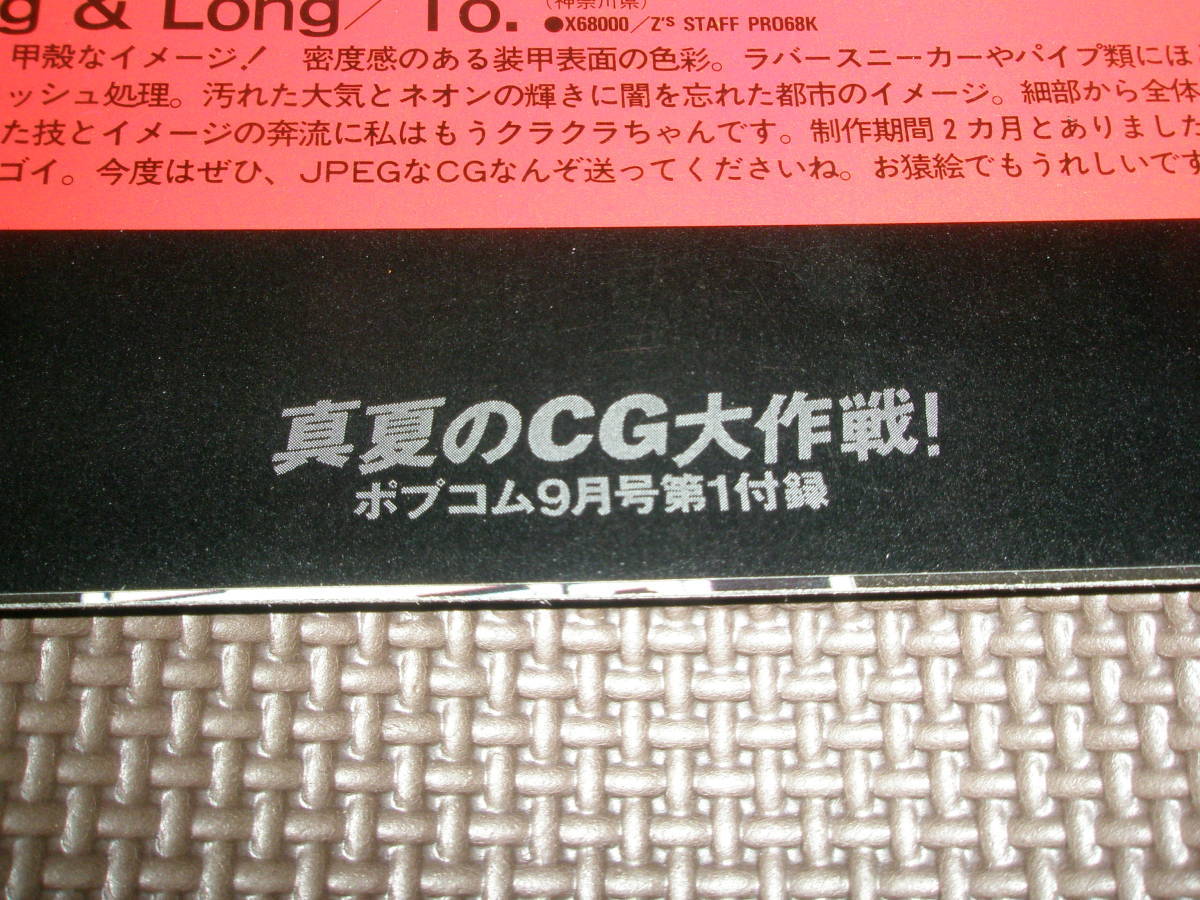 g & Long／To.
（神奈川県）
●X68000／Z's STAFF PRO68K
甲殻なイメージ！ 密度感のある装甲表面の色彩。ラバースニーカーやパイプ類にほ
ッシュ処理。汚れた大気とネオンの輝きに闇を忘れた都市のイメージ。細部から全体
た技とイメージの奔流に私はもうクラクラちゃんです。制作期間2カ月とありました
ゴイ。今度はぜひ、JPEGなCGなんぞ送ってくださいね。お猿絵でもうれしいです
真夏のCG大作戦！
ポプコム9月号第1付録